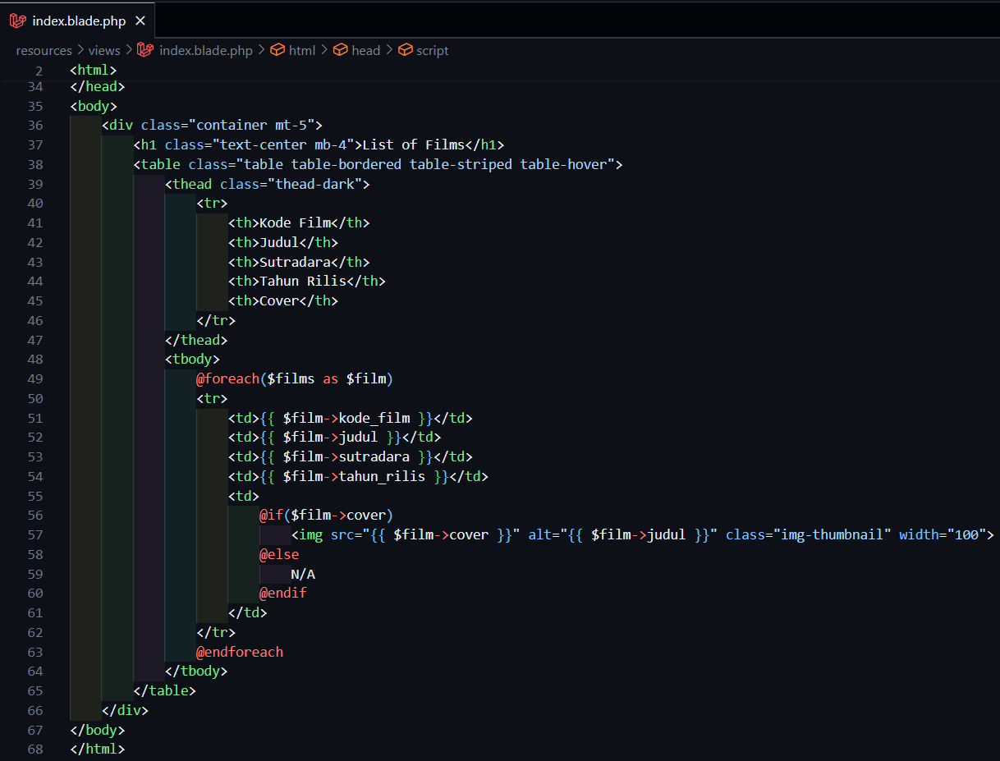 index.blade.php
resources > views > index.blade.php > html > head > script
2 <html>
34 </head>
35 <body>
36     <div class="container mt-5">
37         <h1 class="text-center mb-4">List of Films</h1>
38         <table class="table table-bordered table-striped table-hover">
39             <thead class="thead-dark">
40                 <tr>
41                     <th>Kode Film</th>
42                     <th>Judul</th>
43                     <th>Sutradara</th>
44                     <th>Tahun Rilis</th>
45                     <th>Cover</th>
46                 </tr>
47             </thead>
48             <tbody>
49                 @foreach($films as $film)
50                 <tr>
51                     <td>{{ $film->kode_film }}</td>
52                     <td>{{ $film->judul }}</td>
53                     <td>{{ $film->sutradara }}</td>
54                     <td>{{ $film->tahun_rilis }}</td>
55                     <td>
56                         @if($film->cover)
57                             <img src="{{ $film->cover }}" alt="{{ $film->judul }}" class="img-thumbnail" width="100">
58                         @else
59                             N/A
60                         @endif
61                     </td>
62                 </tr>
63                 @endforeach
64             </tbody>
65         </table>
66     </div>
67 </body>
68 </html>